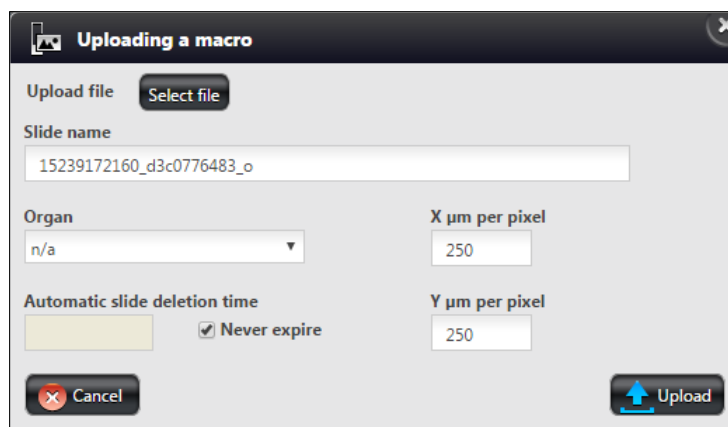 Uploading a macro
Upload file Select file
Slide name
15239172160_d3c0776483_o
Organ X µm per pixel
n/a 250
Automatic slide deletion time Y µm per pixel
Never expire 250
Cancel Upload